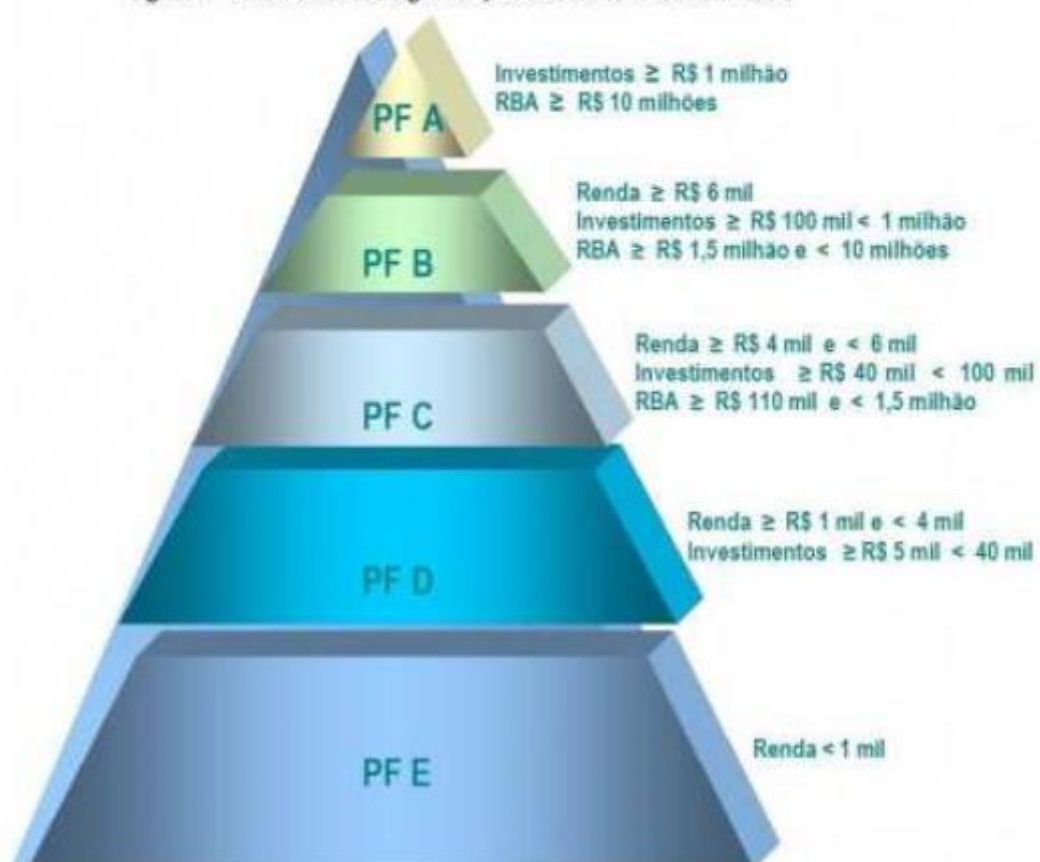 PF A
Investimentos ≥ R$ 1 milhão
RBA ≥ R$ 10 milhões
PF B
Renda ≥ R$ 6 mil
Investimentos ≥ R$ 100 mil < 1 milhão
RBA ≥ R$ 1,5 milhão e < 10 milhões
PF C
Renda ≥ R$ 4 mil e < 6 mil
Investimentos ≥ R$ 40 mil < 100 mil
RBA ≥ R$ 110 mil e < 1,5 milhão
PF D
Renda ≥ R$ 1 mil e < 4 mil
Investimentos ≥ R$ 5 mil < 40 mil
PF E
Renda < 1 mil